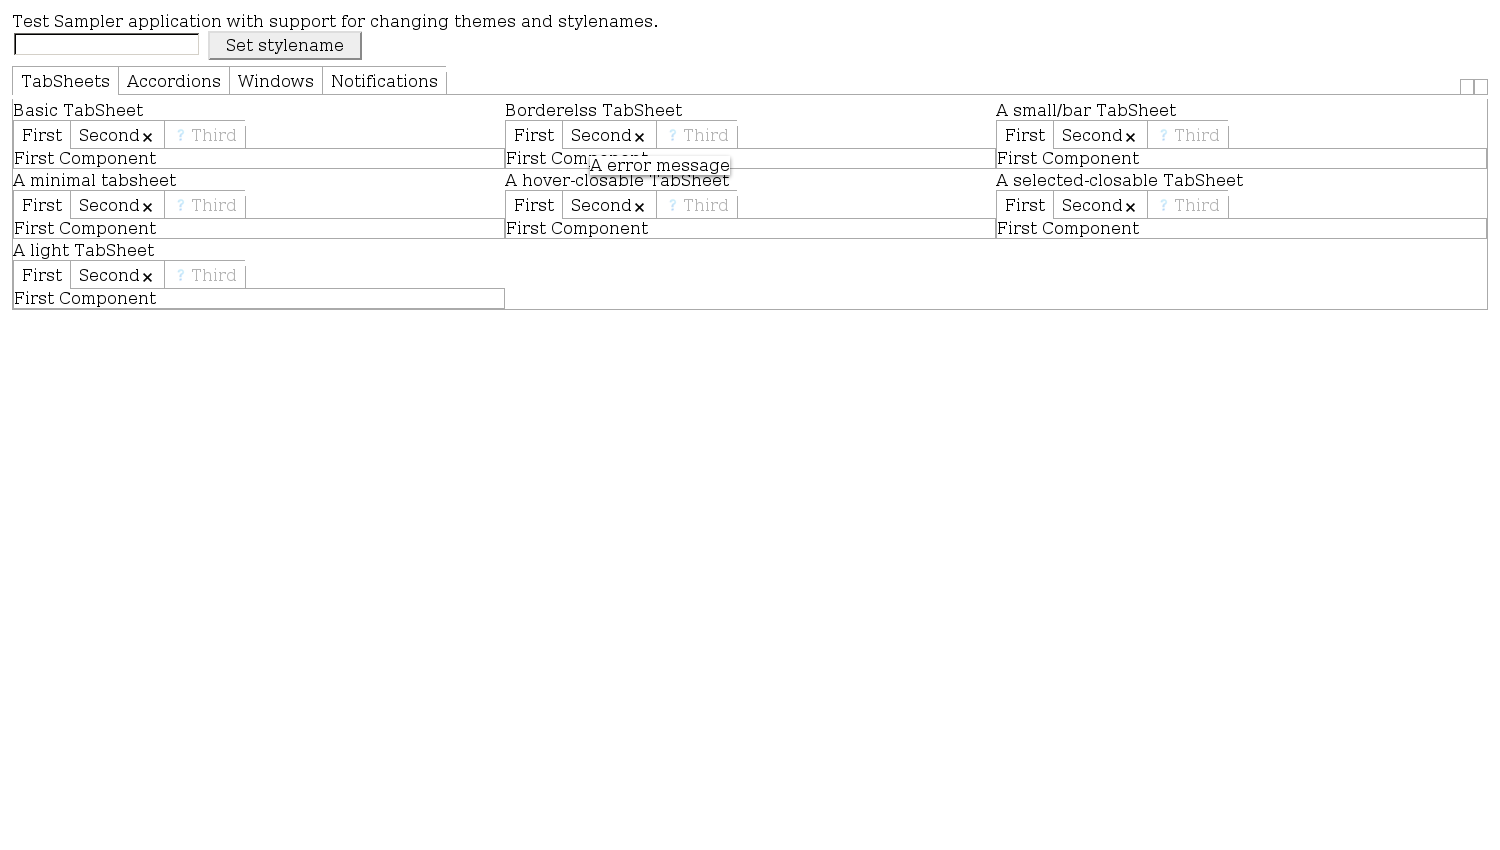 Test Sampler application with support for changing themes and stylenames.
Set stylename
TabSheets Accordions Windows Notifications
Basic TabSheet Borderelss TabSheet A small/bar TabSheet
First Second× ? Third First Second× ? Third First Second× ? Third
First Component First Component First Component
A error message
A minimal tabsheet A hover-closable TabSheet A selected-closable TabSheet
First Second× ? Third First Second× ? Third First Second× ? Third
First Component First Component First Component
A light TabSheet
First Second× ? Third
First Component